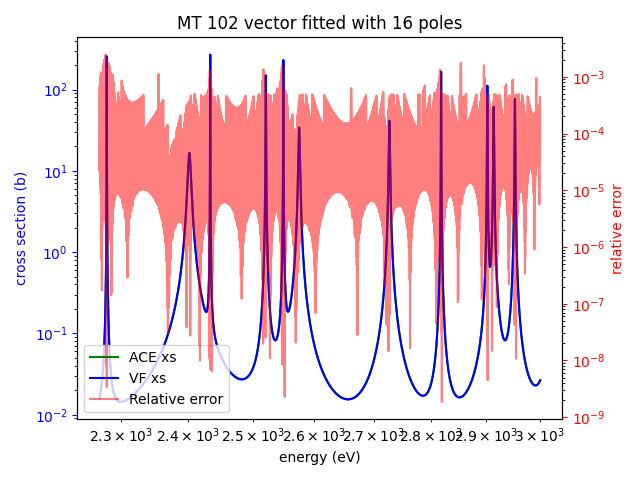 MT 102 vector fitted with 16 poles
cross section (b)
10²
10¹
10⁰
10⁻¹
10⁻²
relative error
10⁻³
10⁻⁴
10⁻⁵
10⁻⁶
10⁻⁷
10⁻⁸
10⁻⁹
ACE xs
VF xs
Relative error
2.3 × 10³ 2.4 × 10³ 2.5 × 10³ 2.6 × 10³ 2.7 × 10³ 2.8 × 10³ 2.9 × 10³ 3 × 10³
energy (eV)